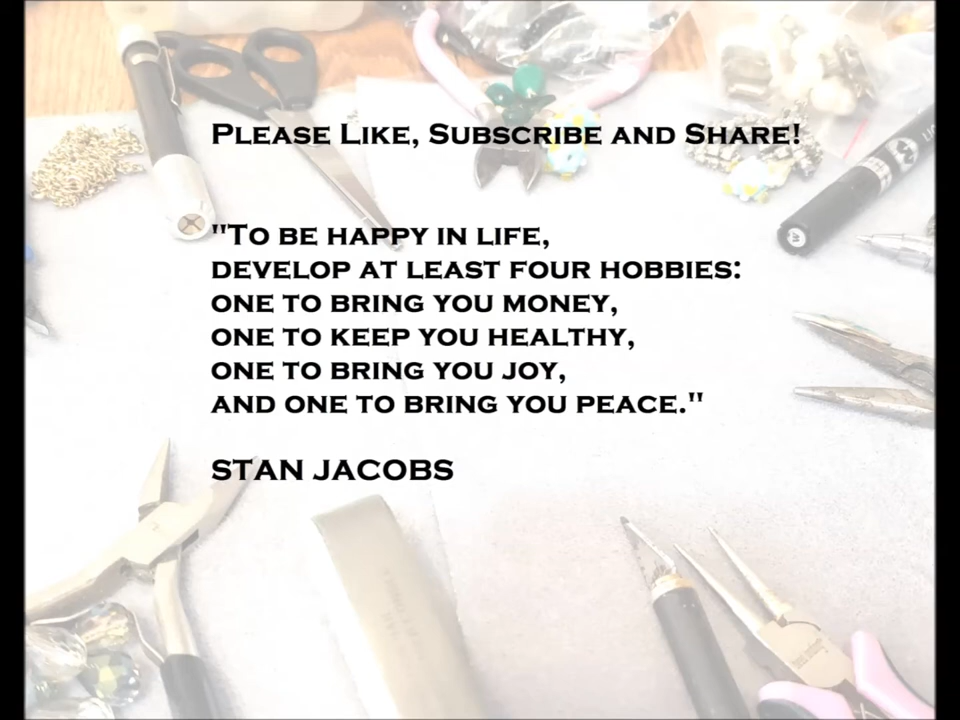 Please Like, Subscribe and Share!
"To be happy in life,
develop at least four hobbies:
one to bring you money,
one to keep you healthy,
one to bring you joy,
and one to bring you peace."
STAN JACOBS